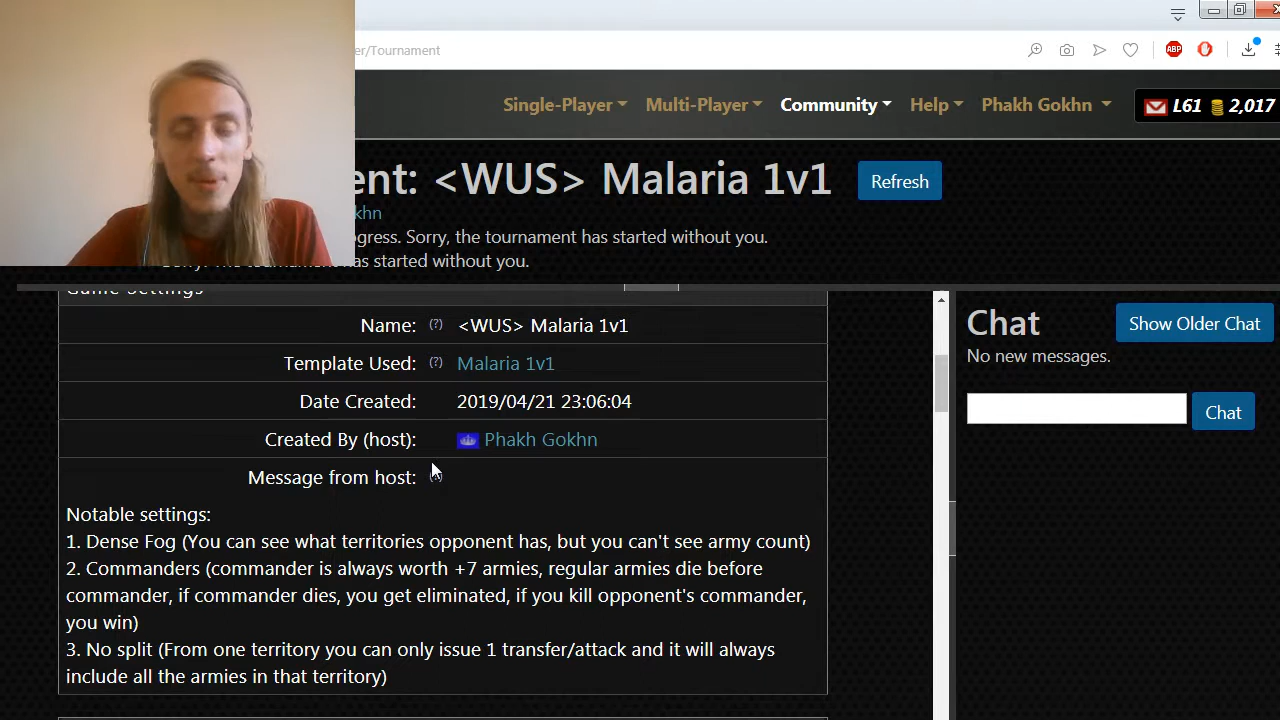 er/Tournament
ABP
Single-Player Multi-Player Community Help Phakh Gokhn L61 2,017
ent: <WUS> Malaria 1v1 Refresh
khn
gress. Sorry, the tournament has started without you.
has started without you.
Game Settings
Name: (?) <WUS> Malaria 1v1
Template Used: (?) Malaria 1v1
Date Created: 2019/04/21 23:06:04
Created By (host): Phakh Gokhn
Message from host:
Notable settings:
1. Dense Fog (You can see what territories opponent has, but you can't see army count)
2. Commanders (commander is always worth +7 armies, regular armies die before
commander, if commander dies, you get eliminated, if you kill opponent's commander,
you win)
3. No split (From one territory you can only issue 1 transfer/attack and it will always
include all the armies in that territory)
Chat Show Older Chat
No new messages.
Chat